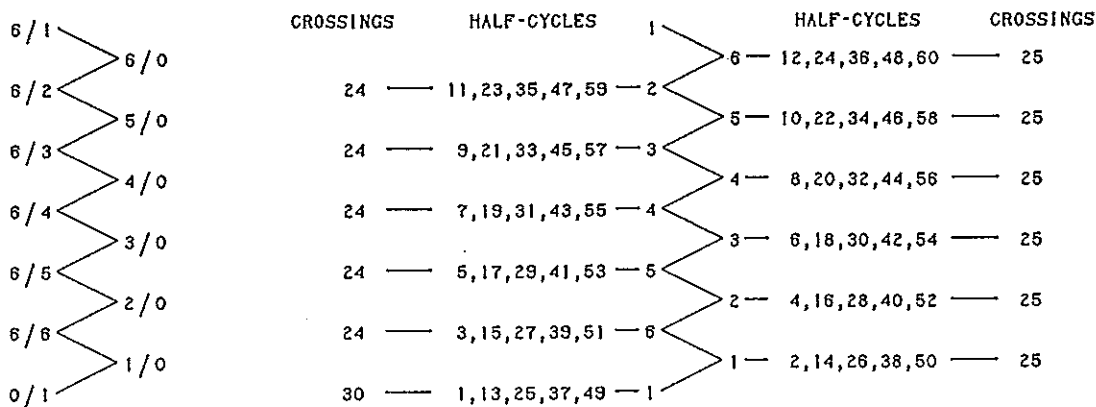 6/1 CROSSINGS HALF-CYCLES 1 HALF-CYCLES CROSSINGS
6/0 6 12,24,36,48,60 25
6/2 24 11,23,35,47,59 2
5/0 5 10,22,34,46,58 25
6/3 24 9,21,33,45,57 3
4/0 4 8,20,32,44,56 25
6/4 24 7,19,31,43,55 4
3/0 3 6,18,30,42,54 25
6/5 24 5,17,29,41,53 5
2/0 2 4,16,28,40,52 25
6/6 24 3,15,27,39,51 6
1/0 1 2,14,26,38,50 25
0/1 30 1,13,25,37,49 1